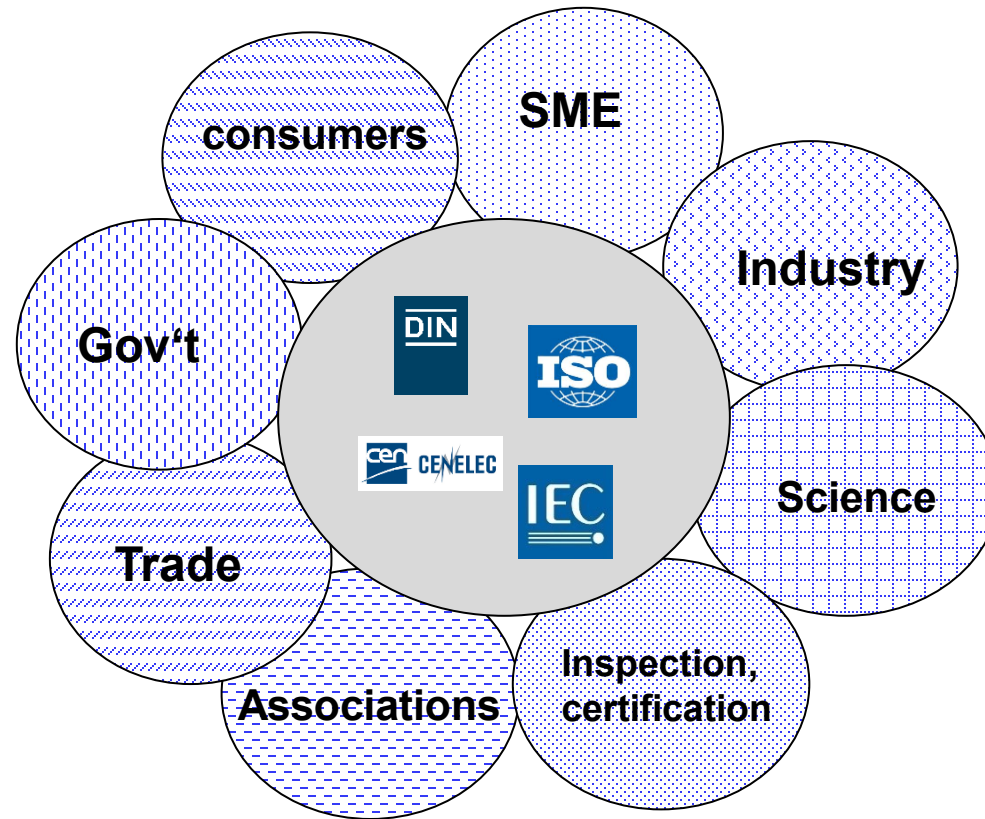 SME
consumers
Industry
Gov‘t
DIN
ISO
cen CENELEC
IEC
Science
Trade
Inspection,
certification
Associations